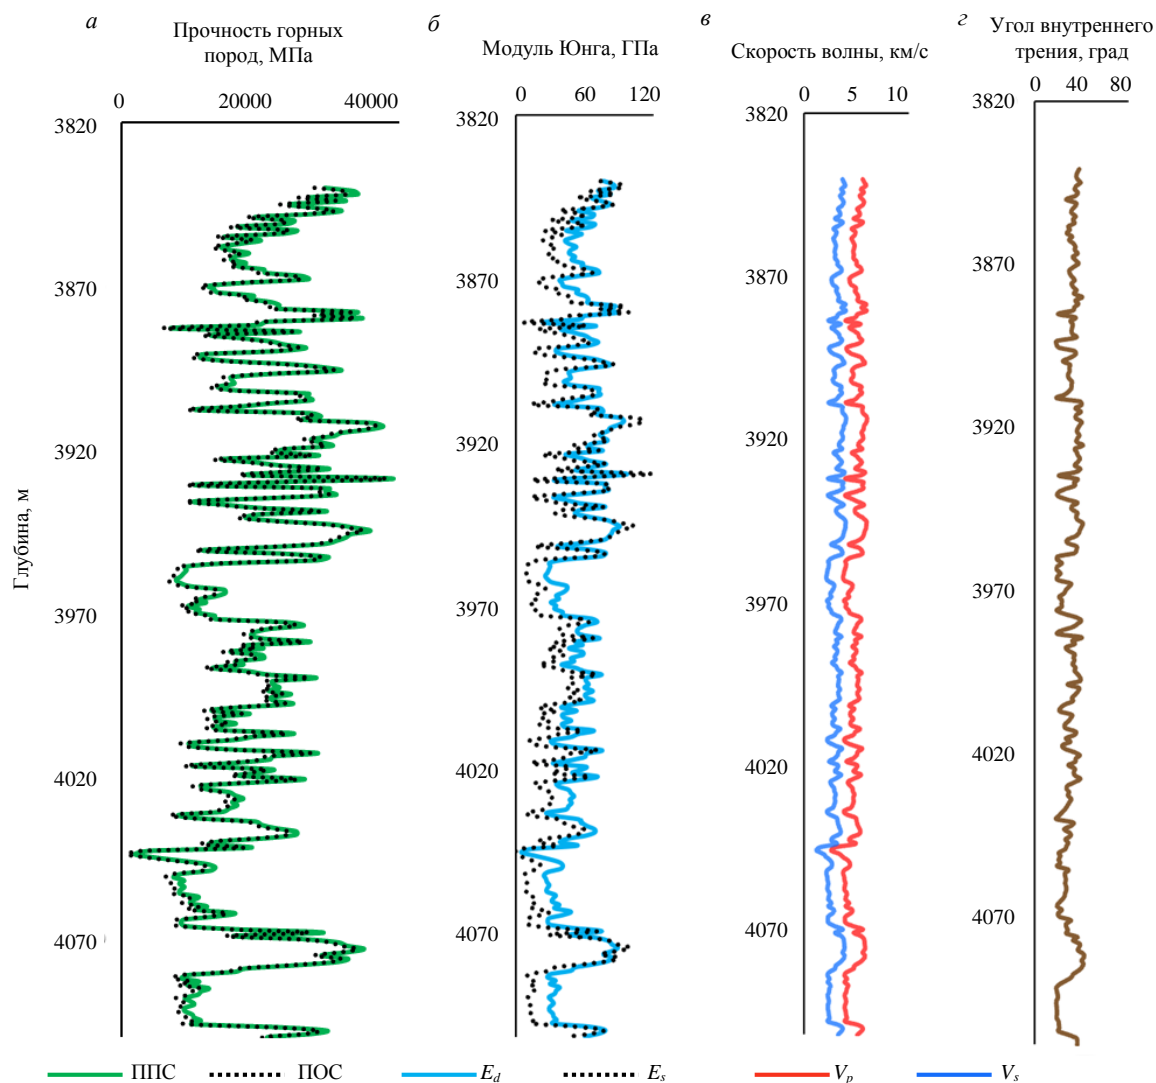 а
Прочность горных
пород, МПа
0 20000 40000
б
Модуль Юнга, ГПа
0 60 120
в
Скорость волны, км/с
0 5 10
г
Угол внутреннего
трения, град
0 40 80
Глубина, м
3820
3870
3920
3970
4020
4070
3820
3870
3920
3970
4020
4070
3820
3870
3920
3970
4020
4070
3820
3870
3920
3970
4020
4070
ППС ПОС Ed Es Vp Vs